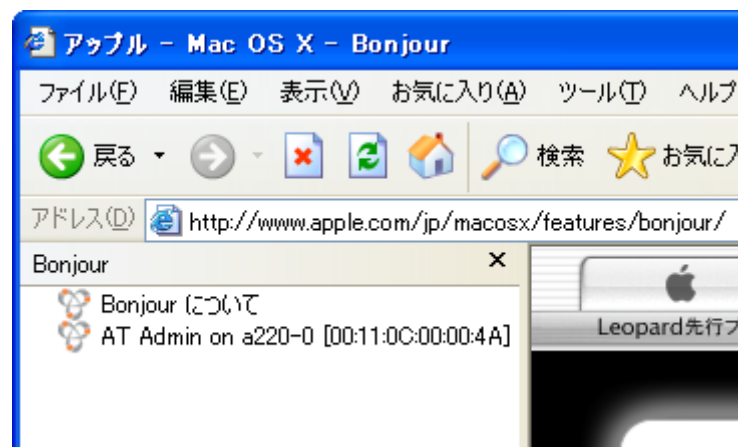 アップル - Mac OS X - Bonjour
ファイル(F) 編集(E) 表示(V) お気に入り(A) ツール(T) ヘルプ
戻る 検索 お気に入
アドレス(D) http://www.apple.com/jp/macosx/features/bonjour/
Bonjour
Bonjour について
AT Admin on a220-0 [00:11:0C:00:00:4A]
Leopard先行プ